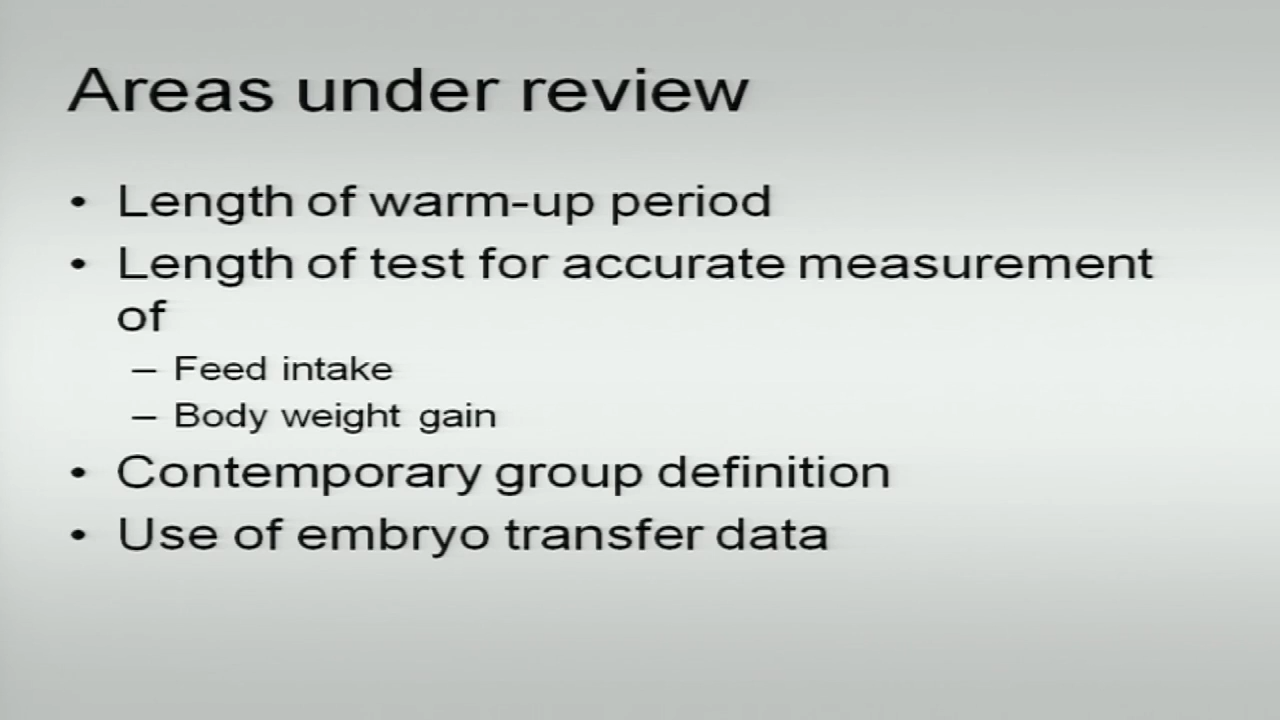 Areas under review
• Length of warm-up period
• Length of test for accurate measurement
of
– Feed intake
– Body weight gain
• Contemporary group definition
• Use of embryo transfer data